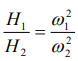 H₁/H₂ = ω₁²/ω₂²